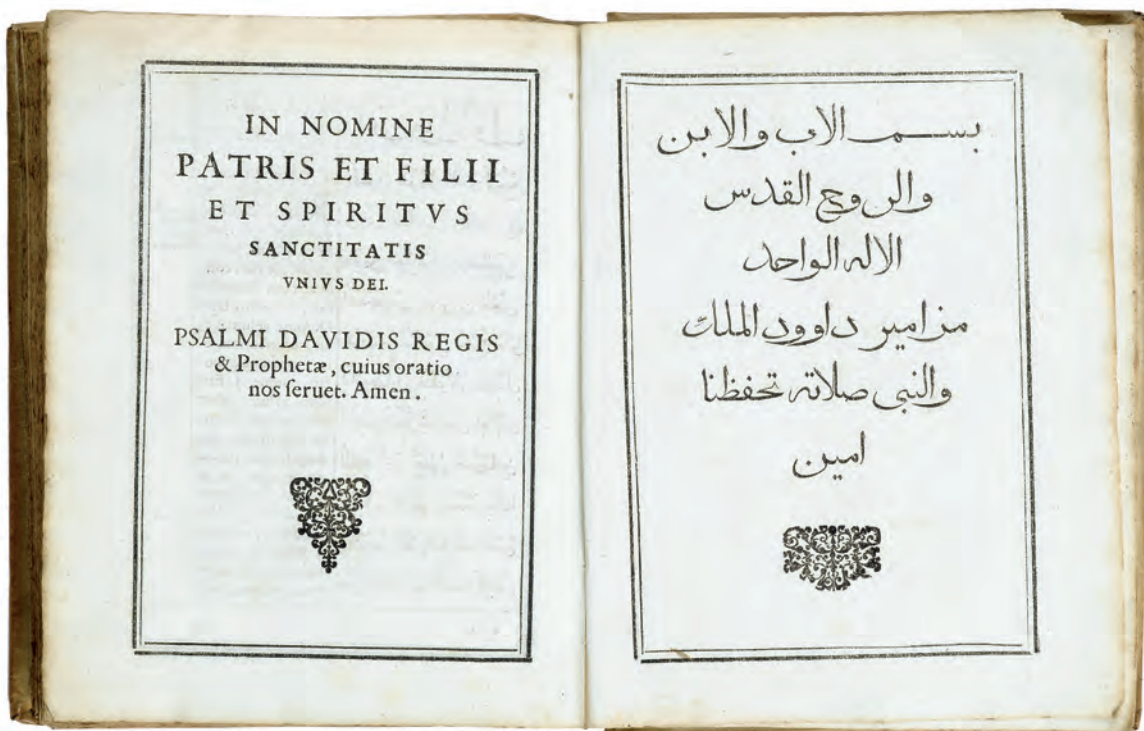 IN NOMINE
PATRIS ET FILII
ET SPIRITVS
SANCTITATIS
VNIVS DEI.
PSALMI DAVIDIS REGIS
& Prophetæ, cuius oratio
nos ſeruet. Amen.
بسم الاب والابن
والروح القدس
الاله الواحد
مزامير داوود الملك
والنبي صلاته تحفظنا
امين